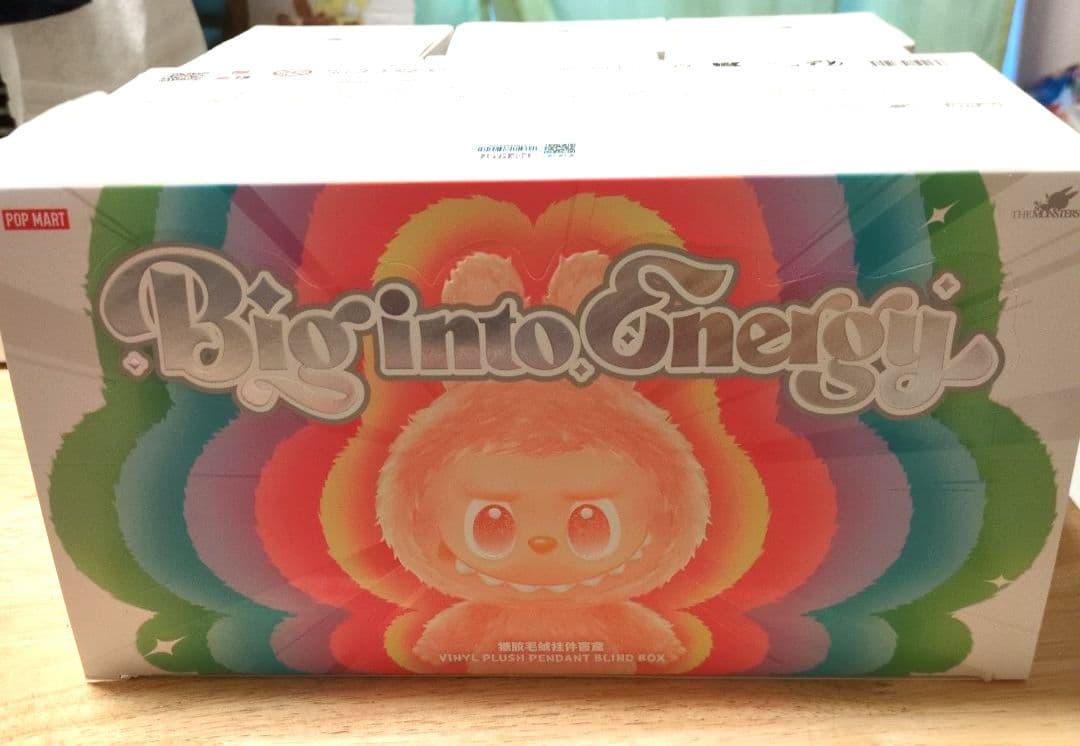 POP MART
THE MONSTERS
Big into Energy
搪胶毛绒挂件盲盒
VINYL PLUSH PENDANT BLIND BOX